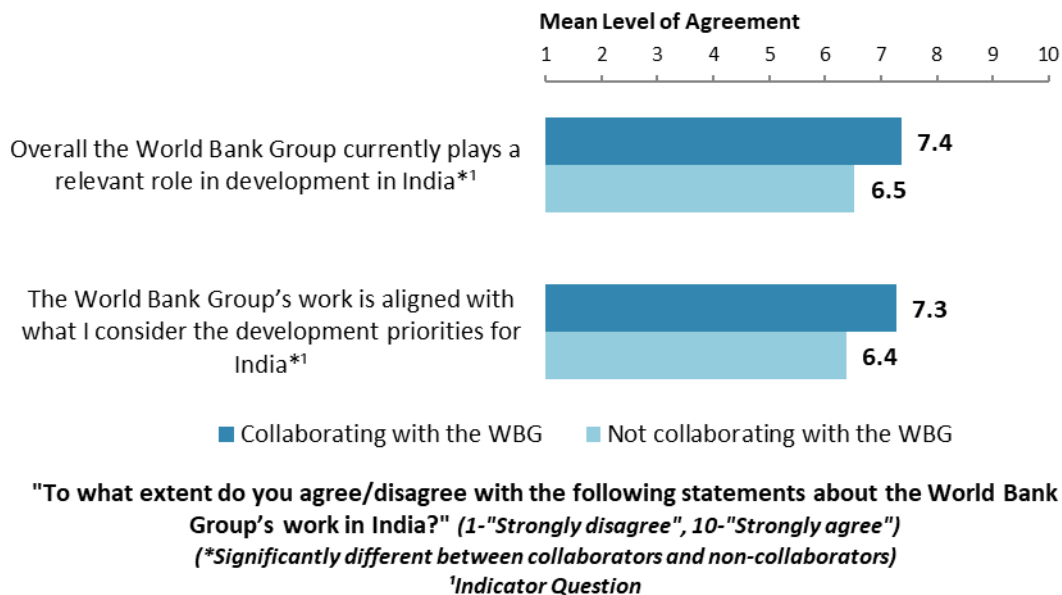 Mean Level of Agreement
1 2 3 4 5 6 7 8 9 10
Overall the World Bank Group currently plays a
relevant role in development in India*¹
7.4
6.5
The World Bank Group’s work is aligned with
what I consider the development priorities for
India*¹
7.3
6.4
Collaborating with the WBG Not collaborating with the WBG
"To what extent do you agree/disagree with the following statements about the World Bank
Group’s work in India?" (1-"Strongly disagree", 10-"Strongly agree")
(*Significantly different between collaborators and non-collaborators)
¹Indicator Question